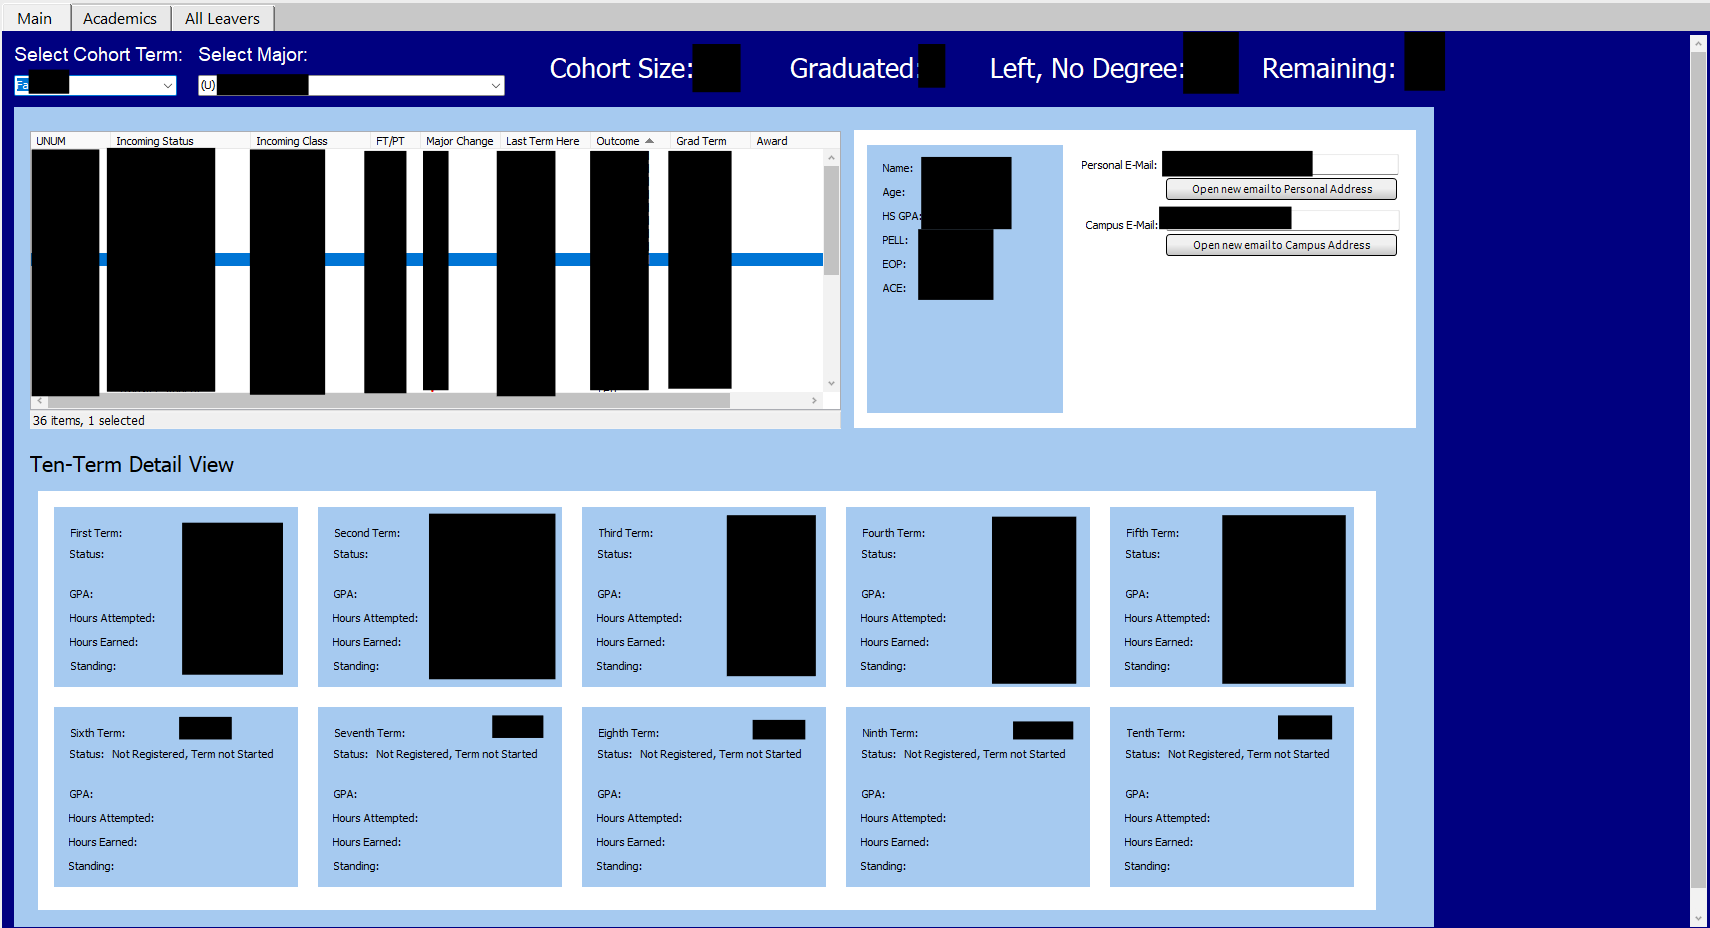 Main Academics All Leavers
Select Cohort Term: Select Major: Cohort Size: Graduated: Left, No Degree: Remaining:
Fa (U)
UNUM Incoming Status Incoming Class FT/PT Major Change Last Term Here Outcome Grad Term Award
36 items, 1 selected
Name:
Age:
HS GPA:
PELL:
EOP:
ACE:
Personal E-Mail:
Open new email to Personal Address
Campus E-Mail:
Open new email to Campus Address
Ten-Term Detail View
First Term:
Status:
GPA:
Hours Attempted:
Hours Earned:
Standing:
Second Term:
Status:
GPA:
Hours Attempted:
Hours Earned:
Standing:
Third Term:
Status:
GPA:
Hours Attempted:
Hours Earned:
Standing:
Fourth Term:
Status:
GPA:
Hours Attempted:
Hours Earned:
Standing:
Fifth Term:
Status:
GPA:
Hours Attempted:
Hours Earned:
Standing:
Sixth Term:
Status: Not Registered, Term not Started
GPA:
Hours Attempted:
Hours Earned:
Standing:
Seventh Term:
Status: Not Registered, Term not Started
GPA:
Hours Attempted:
Hours Earned:
Standing:
Eighth Term:
Status: Not Registered, Term not Started
GPA:
Hours Attempted:
Hours Earned:
Standing:
Ninth Term:
Status: Not Registered, Term not Started
GPA:
Hours Attempted:
Hours Earned:
Standing:
Tenth Term:
Status: Not Registered, Term not Started
GPA:
Hours Attempted:
Hours Earned:
Standing: